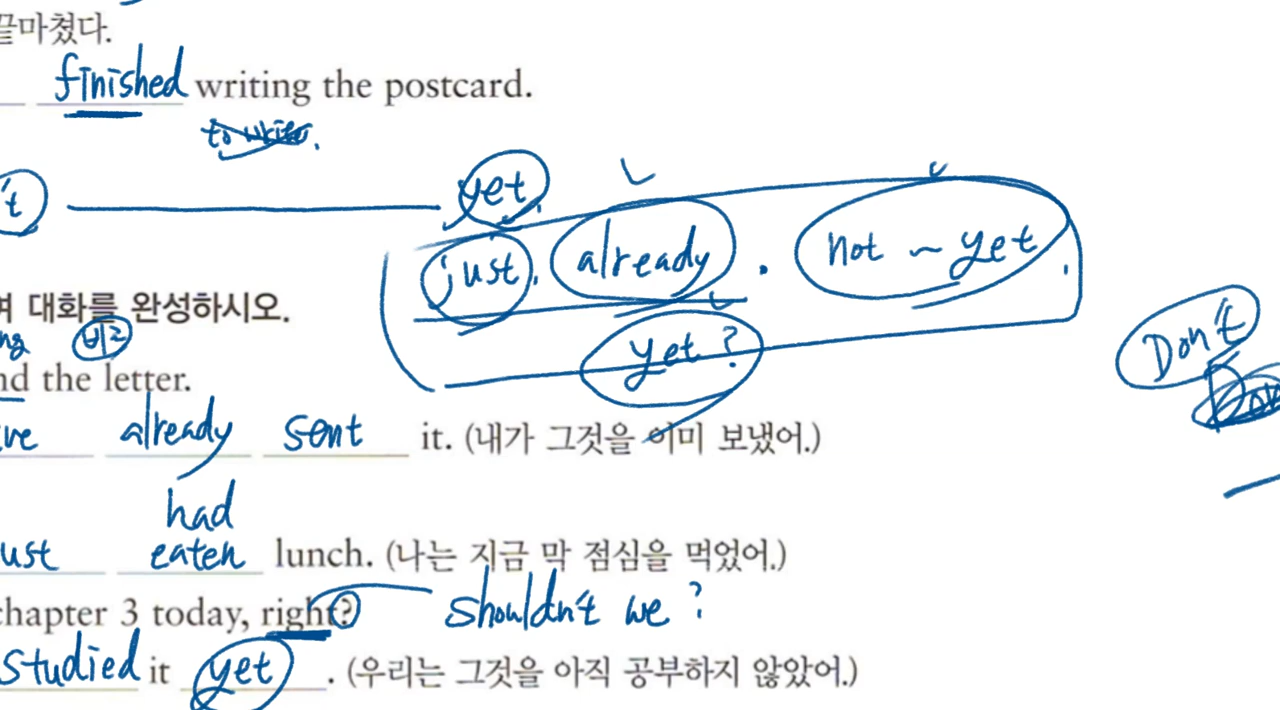 끝마쳤다.
finished writing the postcard.
to write.
't yet.
just, already, not ~ yet.
yet?
며 대화를 완성하시오.
ng 비고
nd the letter.
Don't
ve already sent it. (내가 그것을 이미 보냈어.)
had
ust eaten lunch. (나는 지금 막 점심을 먹었어.)
chapter 3 today, right? shouldn't we?
studied it yet. (우리는 그것을 아직 공부하지 않았어.)